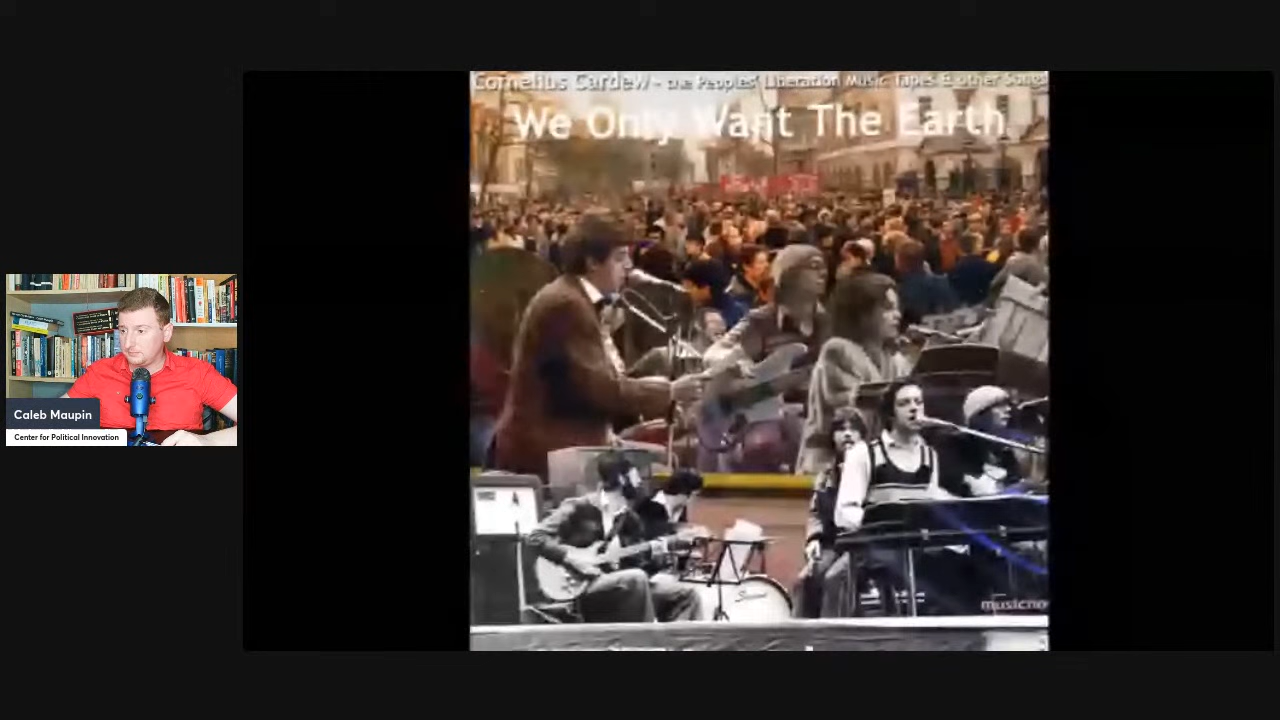 Cornelius Cardew - the Peoples' Liberation Music Tapes & other Songs
We Only Want The Earth
musicno
Caleb Maupin
Center for Political Innovation